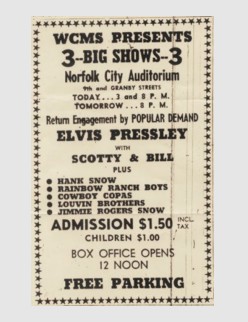 WCMS PRESENTS
3--BIG SHOWS--3
Norfolk City Auditorium
9th and GRANBY STREETS
TODAY...3 and 8 P. M.
TOMORROW...8 P. M.
Return Engagement by POPULAR DEMAND
ELVIS PRESSLEY
WITH
SCOTTY & BILL
PLUS
• HANK SNOW
• RAINBOW RANCH BOYS
• COWBOY COPAS
• LOUVIN BROTHERS
• JIMMIE ROGERS SNOW
ADMISSION $1.50 INCL. TAX
CHILDREN $1.00
BOX OFFICE OPENS
12 NOON
FREE PARKING